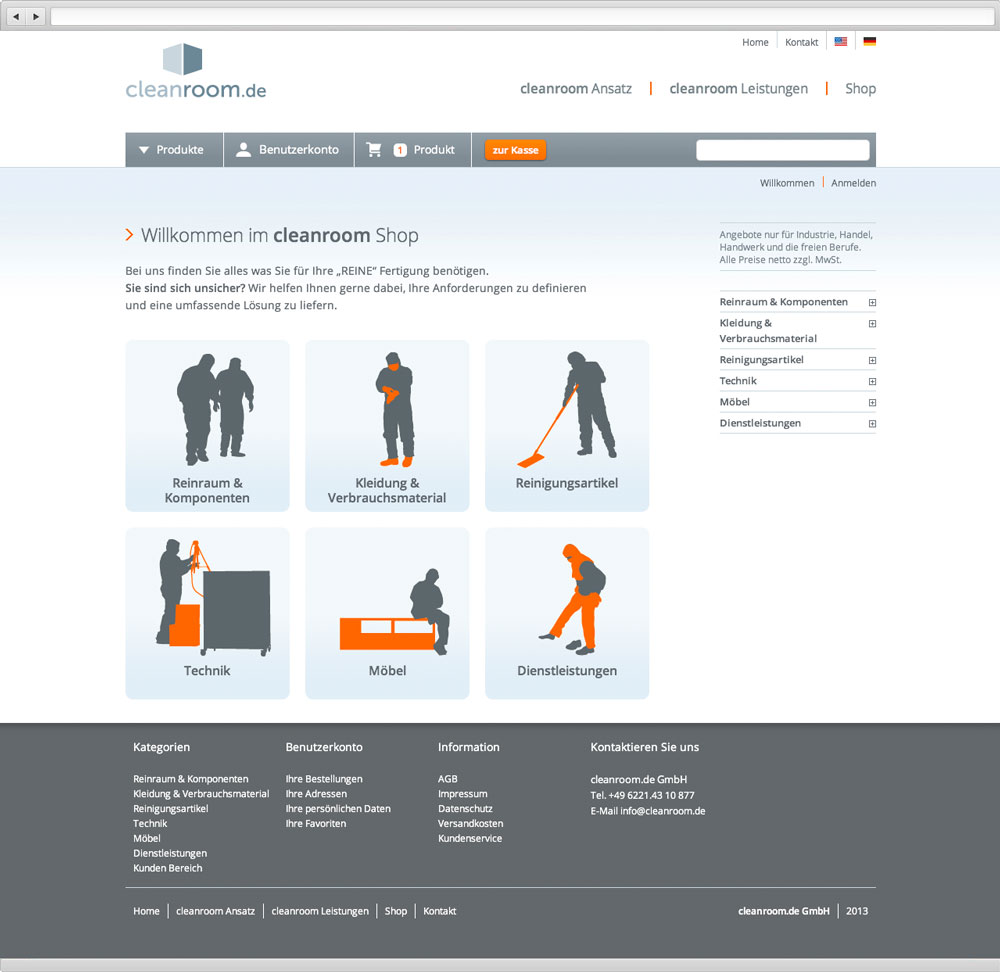 Home
Kontakt
cleanroom.de
cleanroom Ansatz
cleanroom Leistungen
Shop
Produkte
Benutzerkonto
1 Produkt
zur Kasse
Willkommen
Anmelden
Willkommen im cleanroom Shop
Bei uns finden Sie alles was Sie für Ihre „REINE“ Fertigung benötigen.
Sie sind sich unsicher? Wir helfen Ihnen gerne dabei, Ihre Anforderungen zu definieren
und eine umfassende Lösung zu liefern.
Reinraum &
Komponenten
Kleidung &
Verbrauchsmaterial
Reinigungsartikel
Technik
Möbel
Dienstleistungen
Angebote nur für Industrie, Handel,
Handwerk und die freien Berufe.
Alle Preise netto zzgl. MwSt.
Reinraum & Komponenten
Kleidung &
Verbrauchsmaterial
Reinigungsartikel
Technik
Möbel
Dienstleistungen
Kategorien
Reinraum & Komponenten
Kleidung & Verbrauchsmaterial
Reinigungsartikel
Technik
Möbel
Dienstleistungen
Kunden Bereich
Benutzerkonto
Ihre Bestellungen
Ihre Adressen
Ihre persönlichen Daten
Ihre Favoriten
Information
AGB
Impressum
Datenschutz
Versandkosten
Kundenservice
Kontaktieren Sie uns
cleanroom.de GmbH
Tel. +49 6221.43 10 877
E-Mail info@cleanroom.de
Home
cleanroom Ansatz
cleanroom Leistungen
Shop
Kontakt
cleanroom.de GmbH
2013